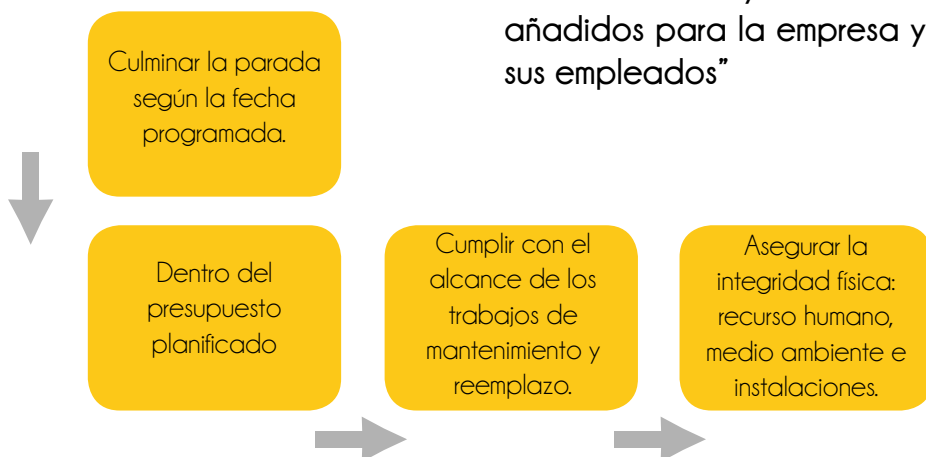 añadidos para la empresa y
sus empleados”
Culminar la parada
según la fecha
programada.
Dentro del
presupuesto
planificado
Cumplir con el
alcance de los
trabajos de
mantenimiento y
reemplazo.
Asegurar la
integridad física:
recurso humano,
medio ambiente e
instalaciones.